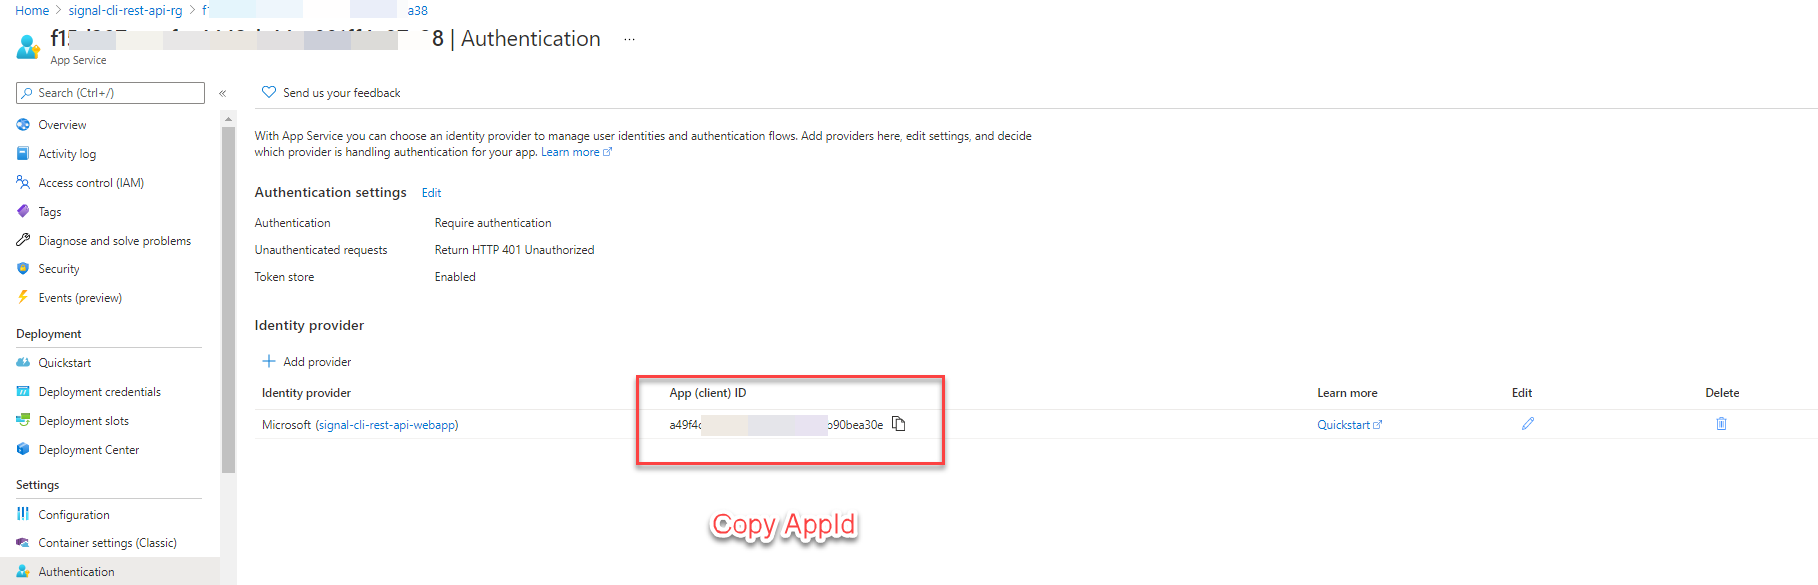 Home > signal-cli-rest-api-rg > a38
8 | Authentication ...
App Service
Search (Ctrl+/) «
Send us your feedback
Overview
Activity log
Access control (IAM)
Tags
Diagnose and solve problems
Security
Events (preview)
Deployment
Quickstart
Deployment credentials
Deployment slots
Deployment Center
Settings
Configuration
Container settings (Classic)
Authentication
With App Service you can choose an identity provider to manage user identities and authentication flows. Add providers here, edit settings, and decide
which provider is handling authentication for your app. Learn more
Authentication settings Edit
Authentication Require authentication
Unauthenticated requests Return HTTP 401 Unauthorized
Token store Enabled
Identity provider
+ Add provider
Identity provider App (client) ID Learn more Edit Delete
Microsoft (signal-cli-rest-api-webapp) a49f4 90bea30e Quickstart
Copy AppId